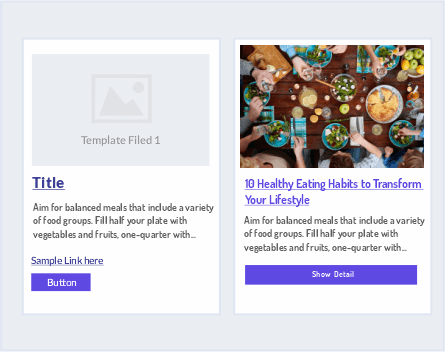 Template Filed 1
Title
Aim for balanced meals that include a variety
of food groups. Fill half your plate with
vegetables and fruits, one-quarter with...
Sample Link here
Button
10 Healthy Eating Habits to Transform
Your Lifestyle
Aim for balanced meals that include a variety
of food groups. Fill half your plate with
vegetables and fruits, one-quarter with...
Show Detail